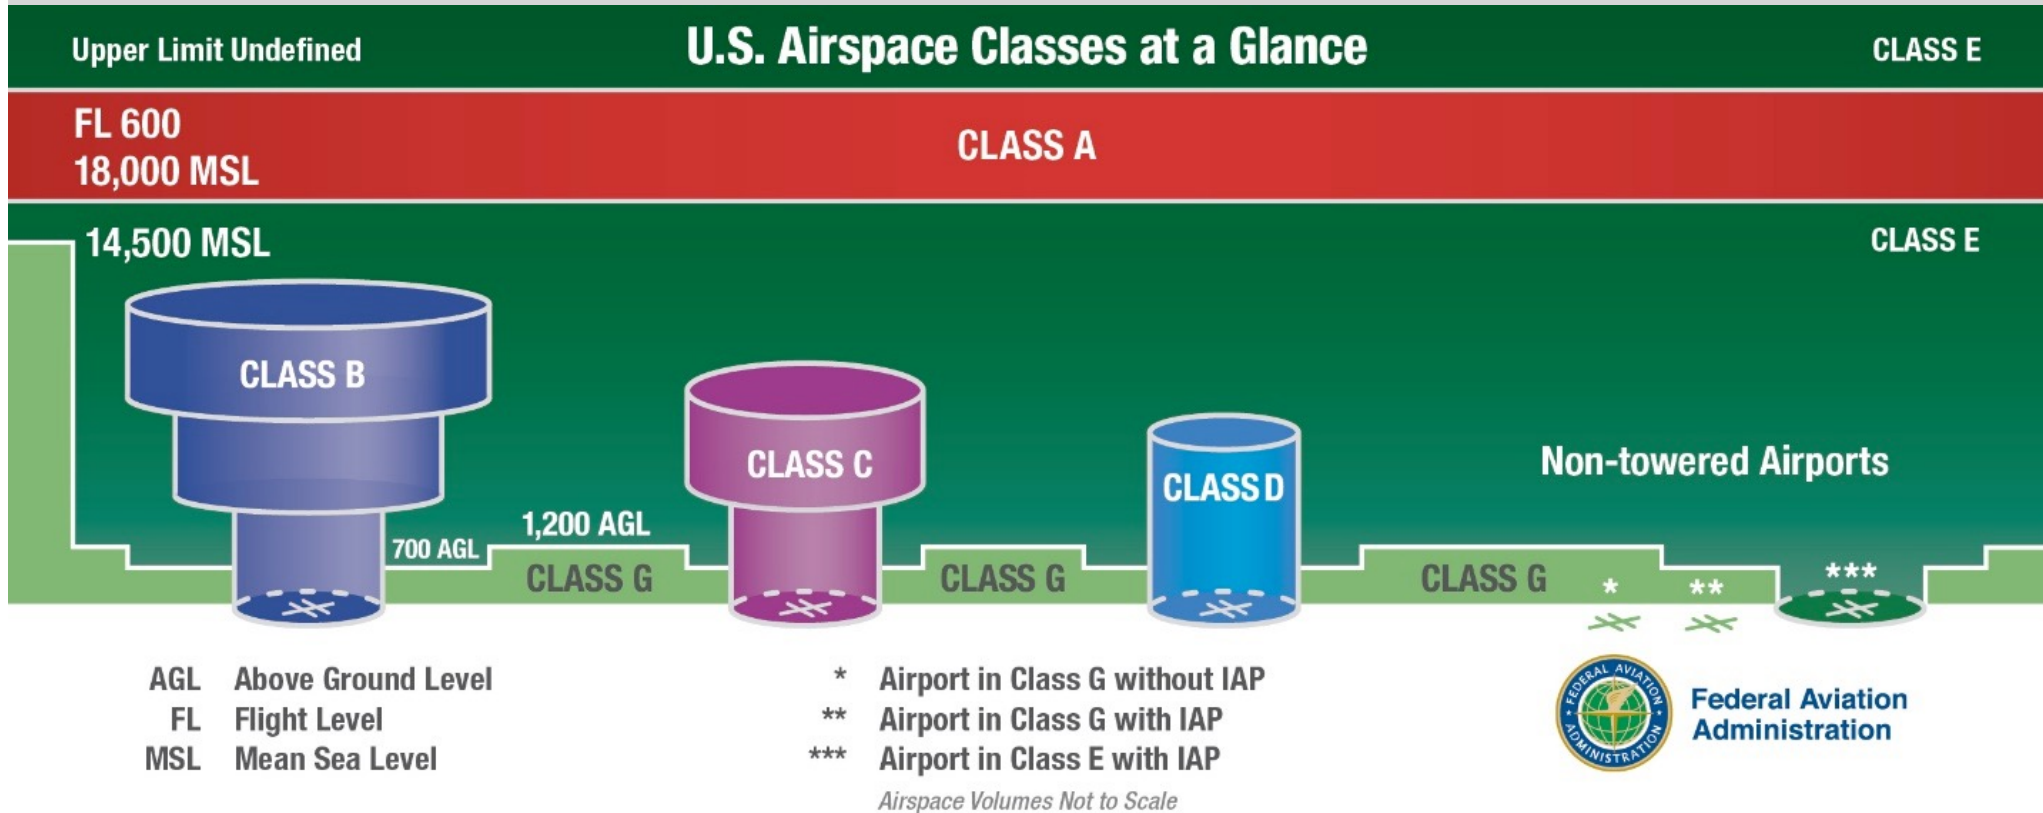 Upper Limit Undefined
U.S. Airspace Classes at a Glance
CLASS E
FL 600
18,000 MSL
CLASS A
14,500 MSL
CLASS E
CLASS B
CLASS C
CLASS D
Non-towered Airports
700 AGL
1,200 AGL
CLASS G
CLASS G
CLASS G
*
**
***
AGL Above Ground Level
FL Flight Level
MSL Mean Sea Level
* Airport in Class G without IAP
** Airport in Class G with IAP
*** Airport in Class E with IAP
Airspace Volumes Not to Scale
FEDERAL AVIATION
ADMINISTRATION
Federal Aviation
Administration